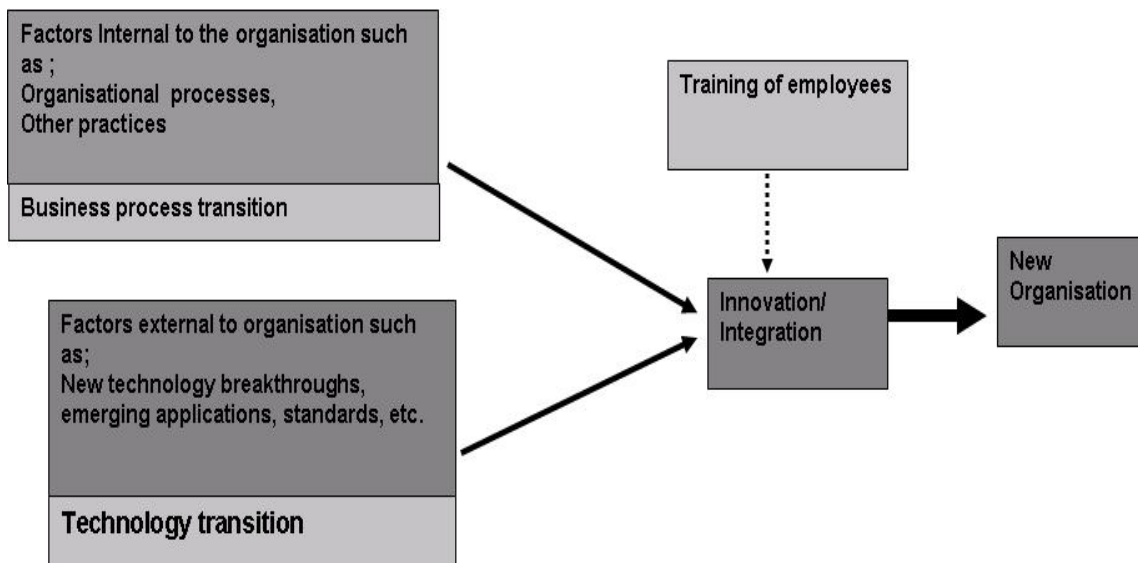 Factors Internal to the organisation such
as ;
Organisational  processes,
Other practices
Business process transition
Factors external to organisation such
as;
New technology breakthroughs,
emerging applications, standards, etc.
Technology transition
Training of employees
Innovation/
Integration
New
Organisation